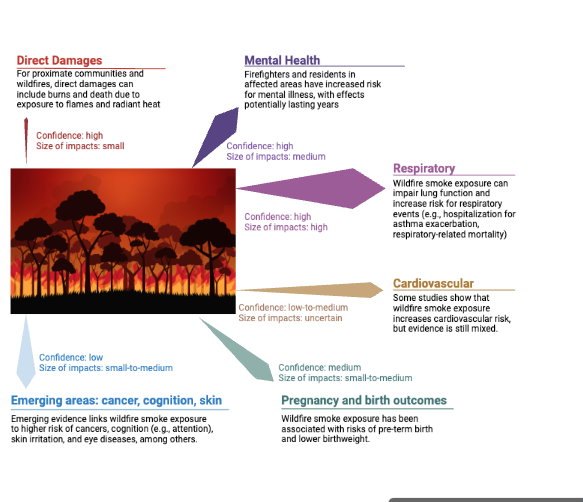 Direct Damages
For proximate communities and
wildfires, direct damages can
include burns and death due to
exposure to flames and radiant heat
Confidence: high
Size of impacts: small
Mental Health
Firefighters and residents in
affected areas have increased risk
for mental illness, with effects
potentially lasting years
Confidence: high
Size of impacts: medium
Respiratory
Wildfire smoke exposure can
impair lung function and
increase risk for respiratory
events (e.g., hospitalization for
asthma exacerbation,
respiratory-related mortality)
Confidence: high
Size of impacts: high
Cardiovascular
Some studies show that
wildfire smoke exposure
increases cardiovascular risk,
but evidence is still mixed.
Confidence: low-to-medium
Size of impacts: uncertain
Confidence: low
Size of impacts: small-to-medium
Emerging areas: cancer, cognition, skin
Emerging evidence links wildfire smoke exposure
to higher risk of cancers, cognition (e.g., attention),
skin irritation, and eye diseases, among others.
Confidence: medium
Size of impacts: small-to-medium
Pregnancy and birth outcomes
Wildfire smoke exposure has been
associated with risks of pre-term birth
and lower birthweight.